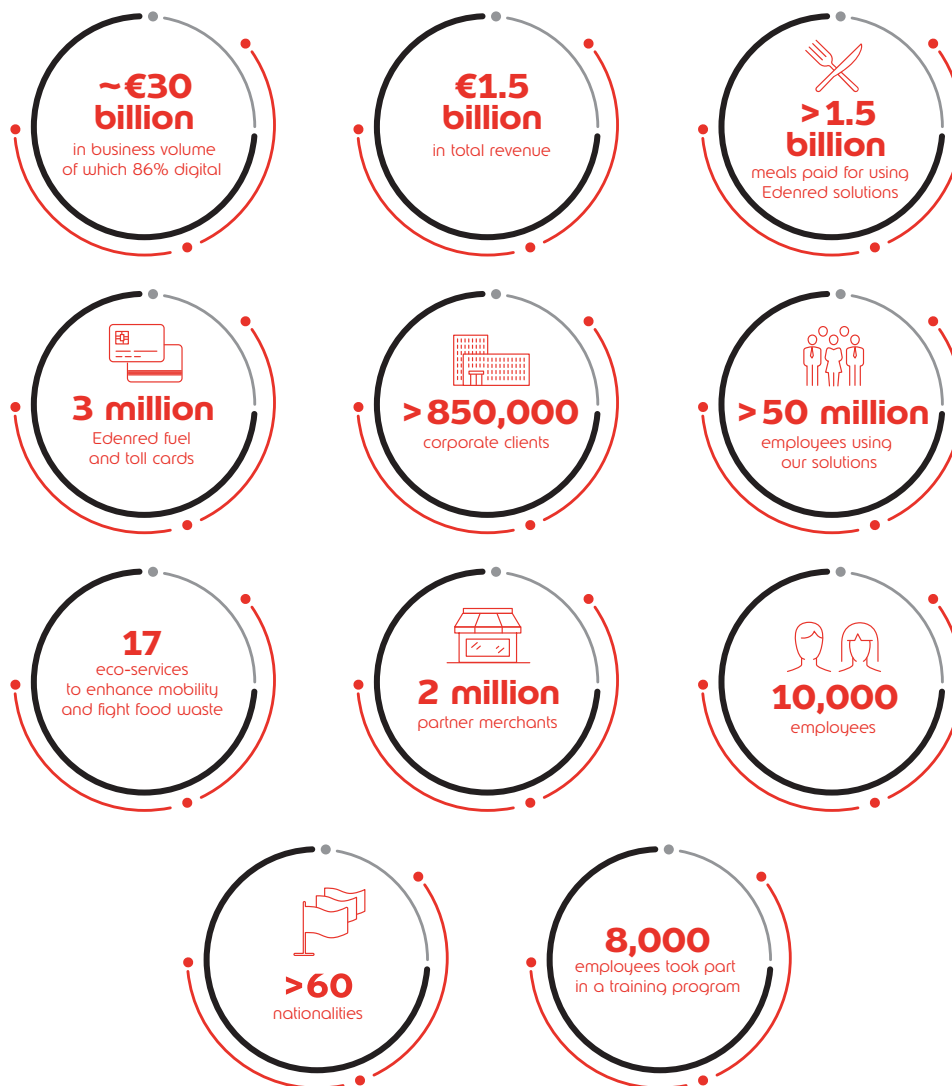 ~€30
billion
in business volume
of which 86% digital
€1.5
billion
in total revenue
>1.5
billion
meals paid for using
Edenred solutions
3 million
Edenred fuel
and toll cards
>850,000
corporate clients
>50 million
employees using
our solutions
17
eco-services
to enhance mobility
and fight food waste
2 million
partner merchants
10,000
employees
>60
nationalities
8,000
employees took part
in a training program